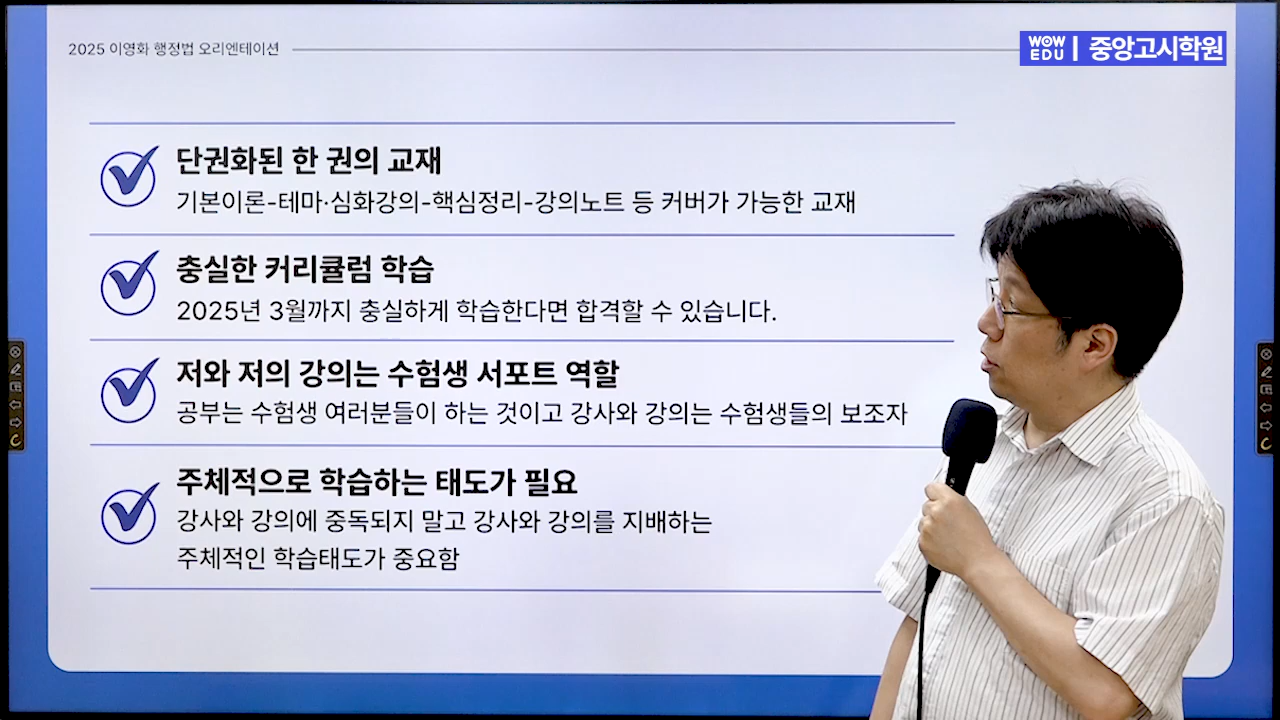 2025 이영화 행정법 오리엔테이션
WOW EDU | 중앙고시학원
단권화된 한 권의 교재
기본이론-테마·심화강의-핵심정리-강의노트 등 커버가 가능한 교재
충실한 커리큘럼 학습
2025년 3월까지 충실하게 학습한다면 합격할 수 있습니다.
저와 저의 강의는 수험생 서포트 역할
공부는 수험생 여러분들이 하는 것이고 강사와 강의는 수험생들의 보조자
주체적으로 학습하는 태도가 필요
강사와 강의에 중독되지 말고 강사와 강의를 지배하는
주체적인 학습태도가 중요함